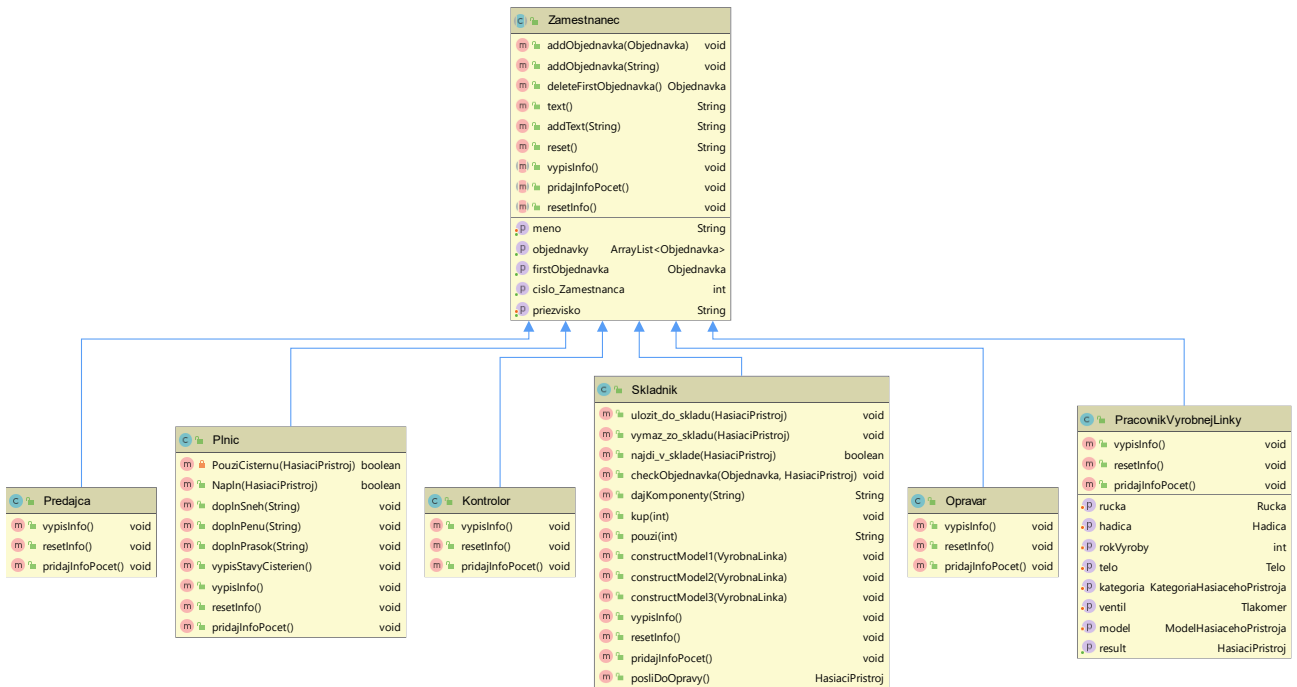 Zamestnanec
addObjednavka(Objednavka) void
addObjednavka(String) void
deleteFirstObjednavka() Objednavka
text() String
addText(String) String
reset() String
vypisInfo() void
pridajInfoPocet() void
resetInfo() void
meno String
objednavky ArrayList<Objednavka>
firstObjednavka Objednavka
cislo_Zamestnanca int
priezvisko String
Predajca
vypisInfo() void
resetInfo() void
pridajInfoPocet() void
Plnic
PouziCisternu(HasiaciPristroj) boolean
Napln(HasiaciPristroj) boolean
doplnSneh(String) void
doplnPenu(String) void
doplnPrasok(String) void
vypisStavyCisterien() void
vypisInfo() void
resetInfo() void
pridajInfoPocet() void
Kontrolor
vypisInfo() void
resetInfo() void
pridajInfoPocet() void
Skladnik
ulozit_do_skladu(HasiaciPristroj) void
vymaz_zo_skladu(HasiaciPristroj) void
najdi_v_sklade(HasiaciPristroj) boolean
checkObjednavka(Objednavka, HasiaciPristroj) void
dajKomponenty(String) String
kup(int) void
pouzi(int) String
constructModel1(VyrobnaLinka) void
constructModel2(VyrobnaLinka) void
constructModel3(VyrobnaLinka) void
vypisInfo() void
resetInfo() void
pridajInfoPocet() void
posliDoOpravy() HasiaciPristroj
Opravar
vypisInfo() void
resetInfo() void
pridajInfoPocet() void
PracovnikVyrobnejLinky
vypisInfo() void
resetInfo() void
pridajInfoPocet() void
rucka Rucka
hadica Hadica
rokVyroby int
telo Telo
kategoria KategoriaHasiacehoPristroja
ventil Tlakomer
model ModelHasiacehoPristroja
result HasiaciPristroj